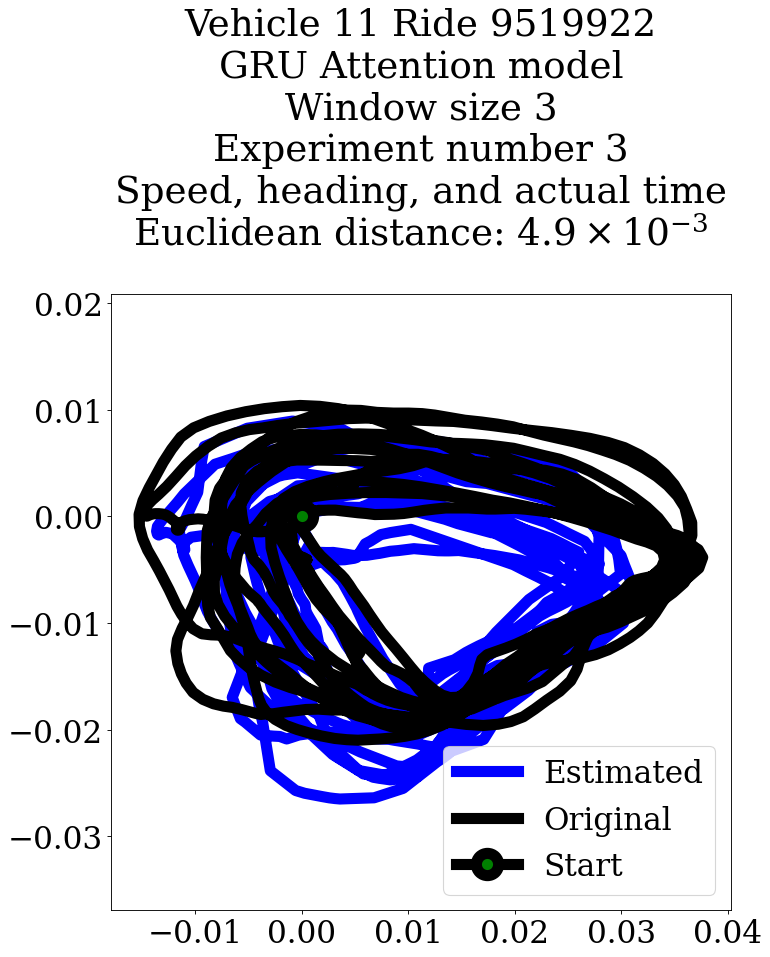 Vehicle 11 Ride 9519922
GRU Attention model
Window size 3
Experiment number 3
Speed, heading, and actual time
Euclidean distance: 4.9 × 10⁻³
0.02
0.01
0.00
−0.01
−0.02
−0.03
Estimated
Original
Start
−0.01 0.00 0.01 0.02 0.03 0.04